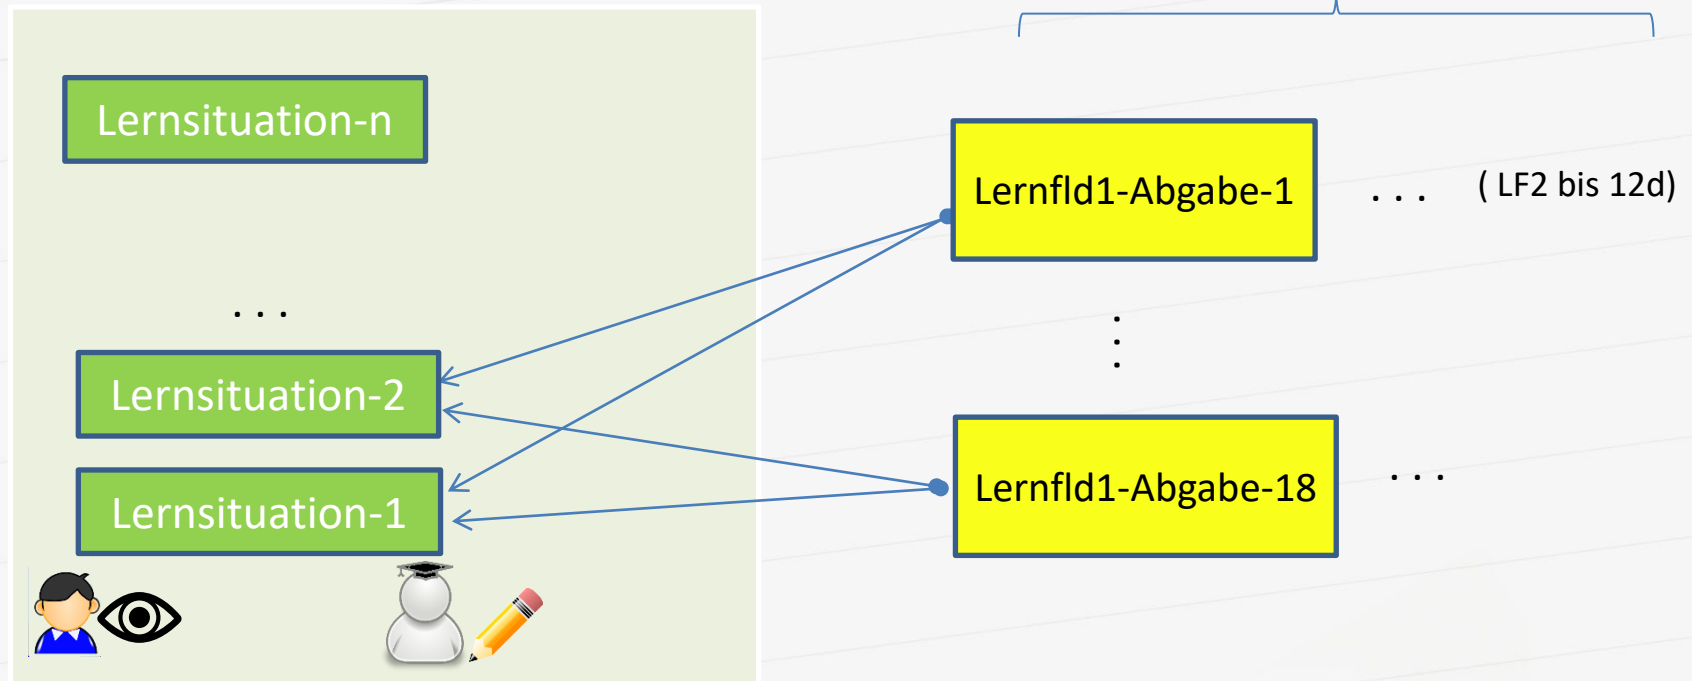 Lernsituation-n
. . .
Lernsituation-2
Lernsituation-1
Lernfld1-Abgabe-1
. . .
( LF2 bis 12d)
. . .
Lernfld1-Abgabe-18
. . .